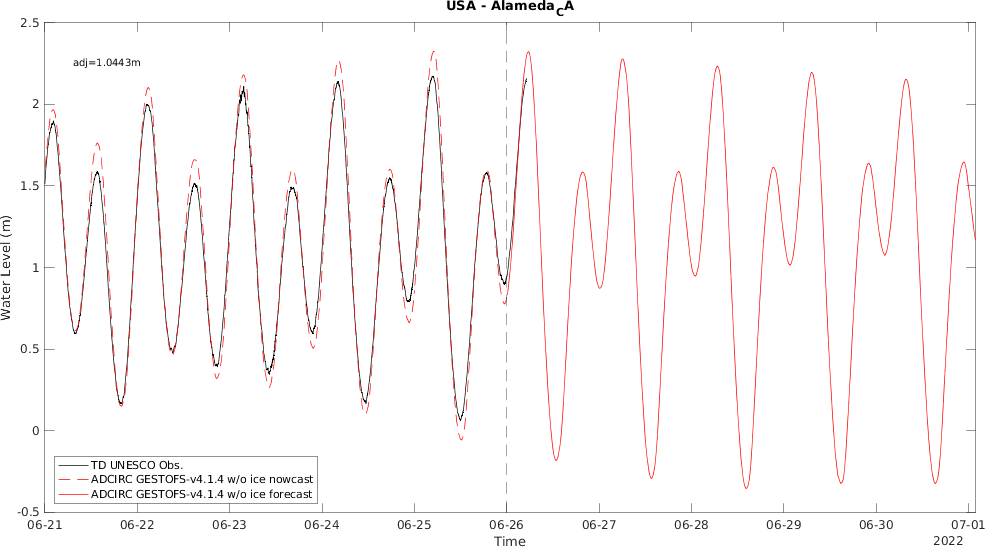 USA - Alameda_CA
2.5
adj=1.0443m
2
1.5
Water Level (m)
1
0.5
0
TD UNESCO Obs.
ADCIRC GESTOFS-v4.1.4 w/o ice nowcast
ADCIRC GESTOFS-v4.1.4 w/o ice forecast
-0.5
06-21 06-22 06-23 06-24 06-25 06-26 06-27 06-28 06-29 06-30 07-01
Time
2022